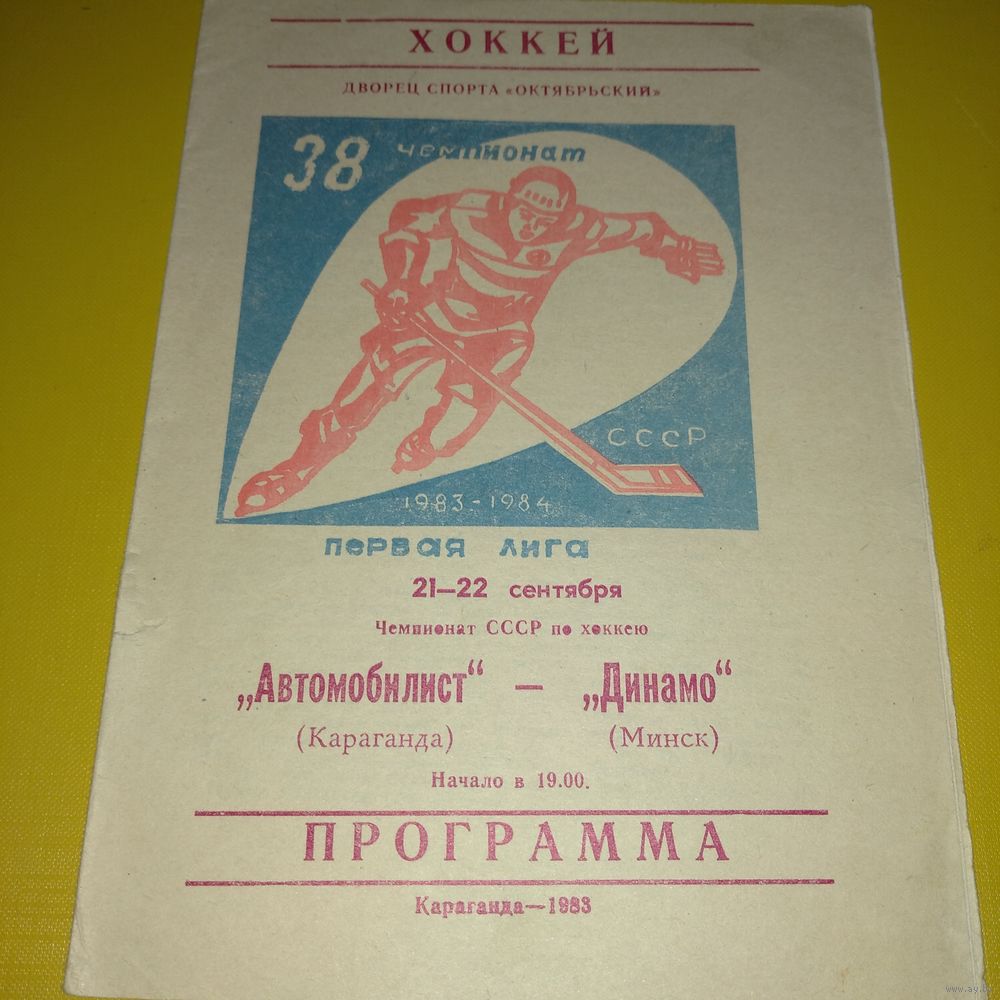 ХОККЕЙ
ДВОРЕЦ СПОРТА «ОКТЯБРЬСКИЙ»
38 чемпионат
СССР
1983-1984
первая лига
21—22 сентября
Чемпионат СССР по хоккею
„Автомобилист“ — „Динамо“
(Караганда) (Минск)
Начало в 19.00.
ПРОГРАММА
Караганда—1983